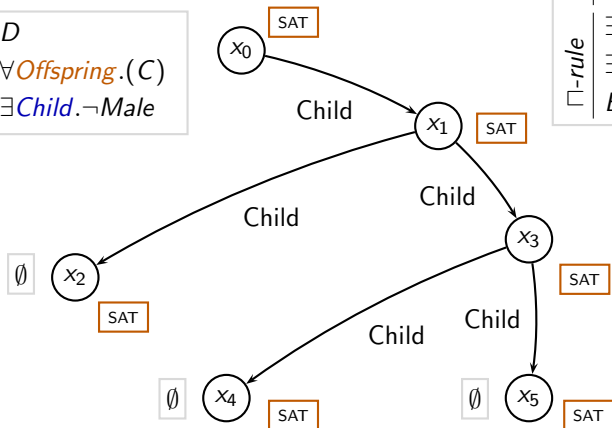 D
∀Offspring.(C)
∃Child.¬Male
SAT
x₀
Child
x₁
SAT
⊓-rule
Child
Child
x₃
∅
x₂
SAT
SAT
Child
Child
∅
x₄
SAT
∅
x₅
SAT